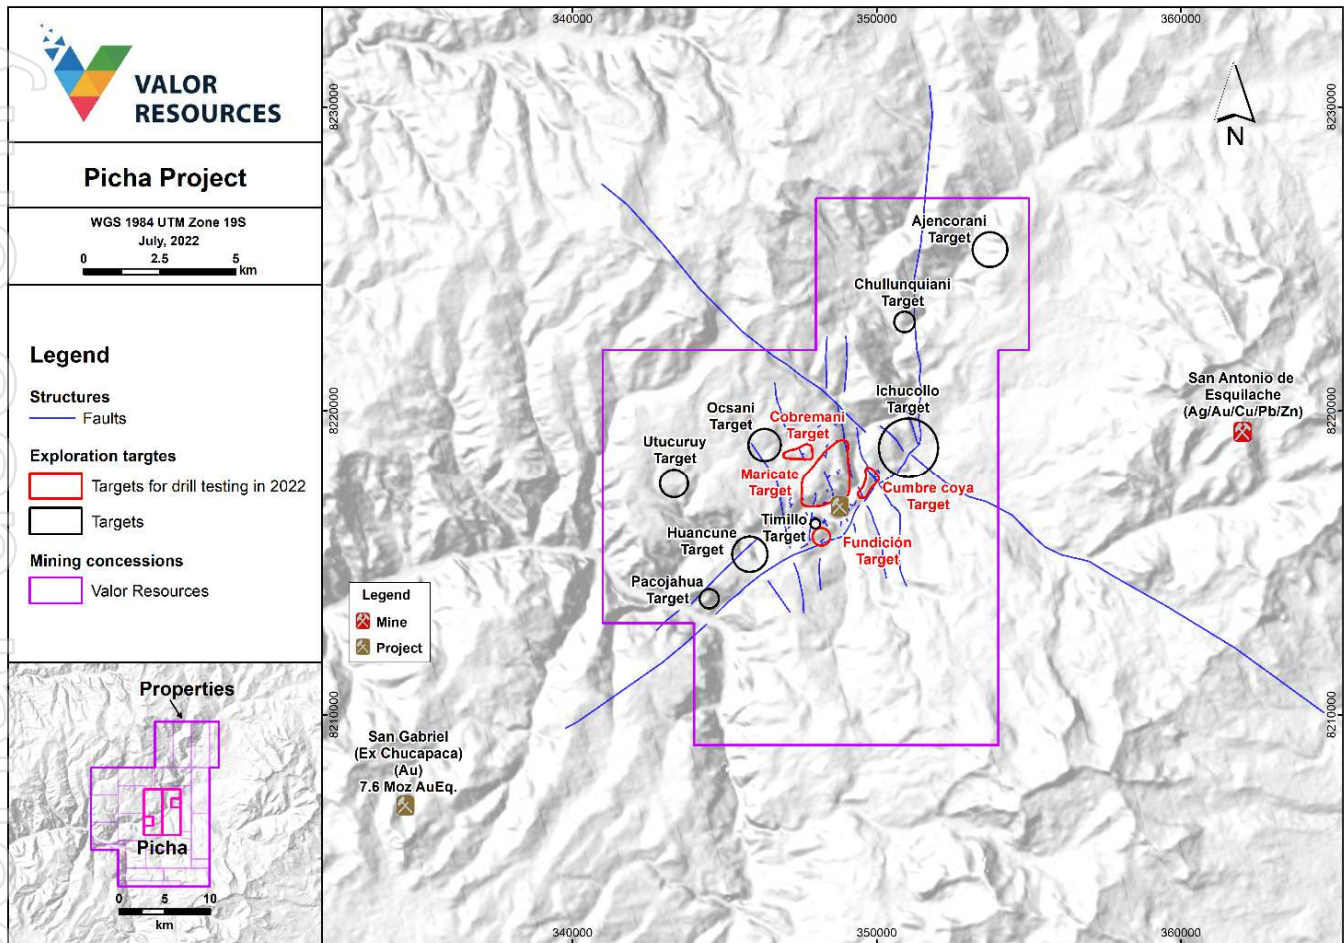 VALOR
RESOURCES
Picha Project
WGS 1984 UTM Zone 19S
July, 2022
0 2.5 5
km
Legend
Structures
Faults
Exploration targtes
Targets for drill testing in 2022
Targets
Mining concessions
Valor Resources
Properties
Picha
0 5 10
km
340000 350000 360000
8230000 8230000
N
Ajencorani
Target
Chullunquiani
Target
Ichucollo
Target
San Antonio de
Esquilache
(Ag/Au/Cu/Pb/Zn)
8220000 8220000
Ocsani
Target
Cobremani
Target
Utucuruy
Target
Maricate
Target
Cumbre coya
Target
Timillo
Target
Huancune
Target
Fundición
Target
Pacojahua
Target
Legend
Mine
Project
8210000 8210000
San Gabriel
(Ex Chucapaca)
(Au)
7.6 Moz AuEq.
340000 350000 360000